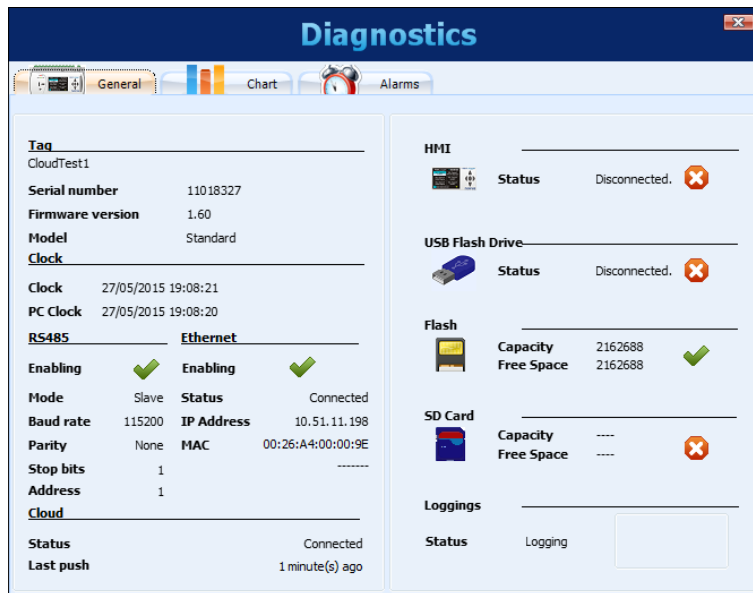 Diagnostics
General Chart Alarms
Tag
CloudTest1
Serial number 11018327
Firmware version 1.60
Model Standard
Clock
Clock 27/05/2015 19:08:21
PC Clock 27/05/2015 19:08:20
RS485 Ethernet
Enabling Enabling
Mode Slave Status Connected
Baud rate 115200 IP Address 10.51.11.198
Parity None MAC 00:26:A4:00:00:9E
Stop bits 1 -------
Address 1
Cloud
Status Connected
Last push 1 minute(s) ago
HMI
Status Disconnected.
USB Flash Drive
Status Disconnected.
Flash
Capacity 2162688
Free Space 2162688
SD Card
Capacity ----
Free Space ----
Loggings
Status Logging